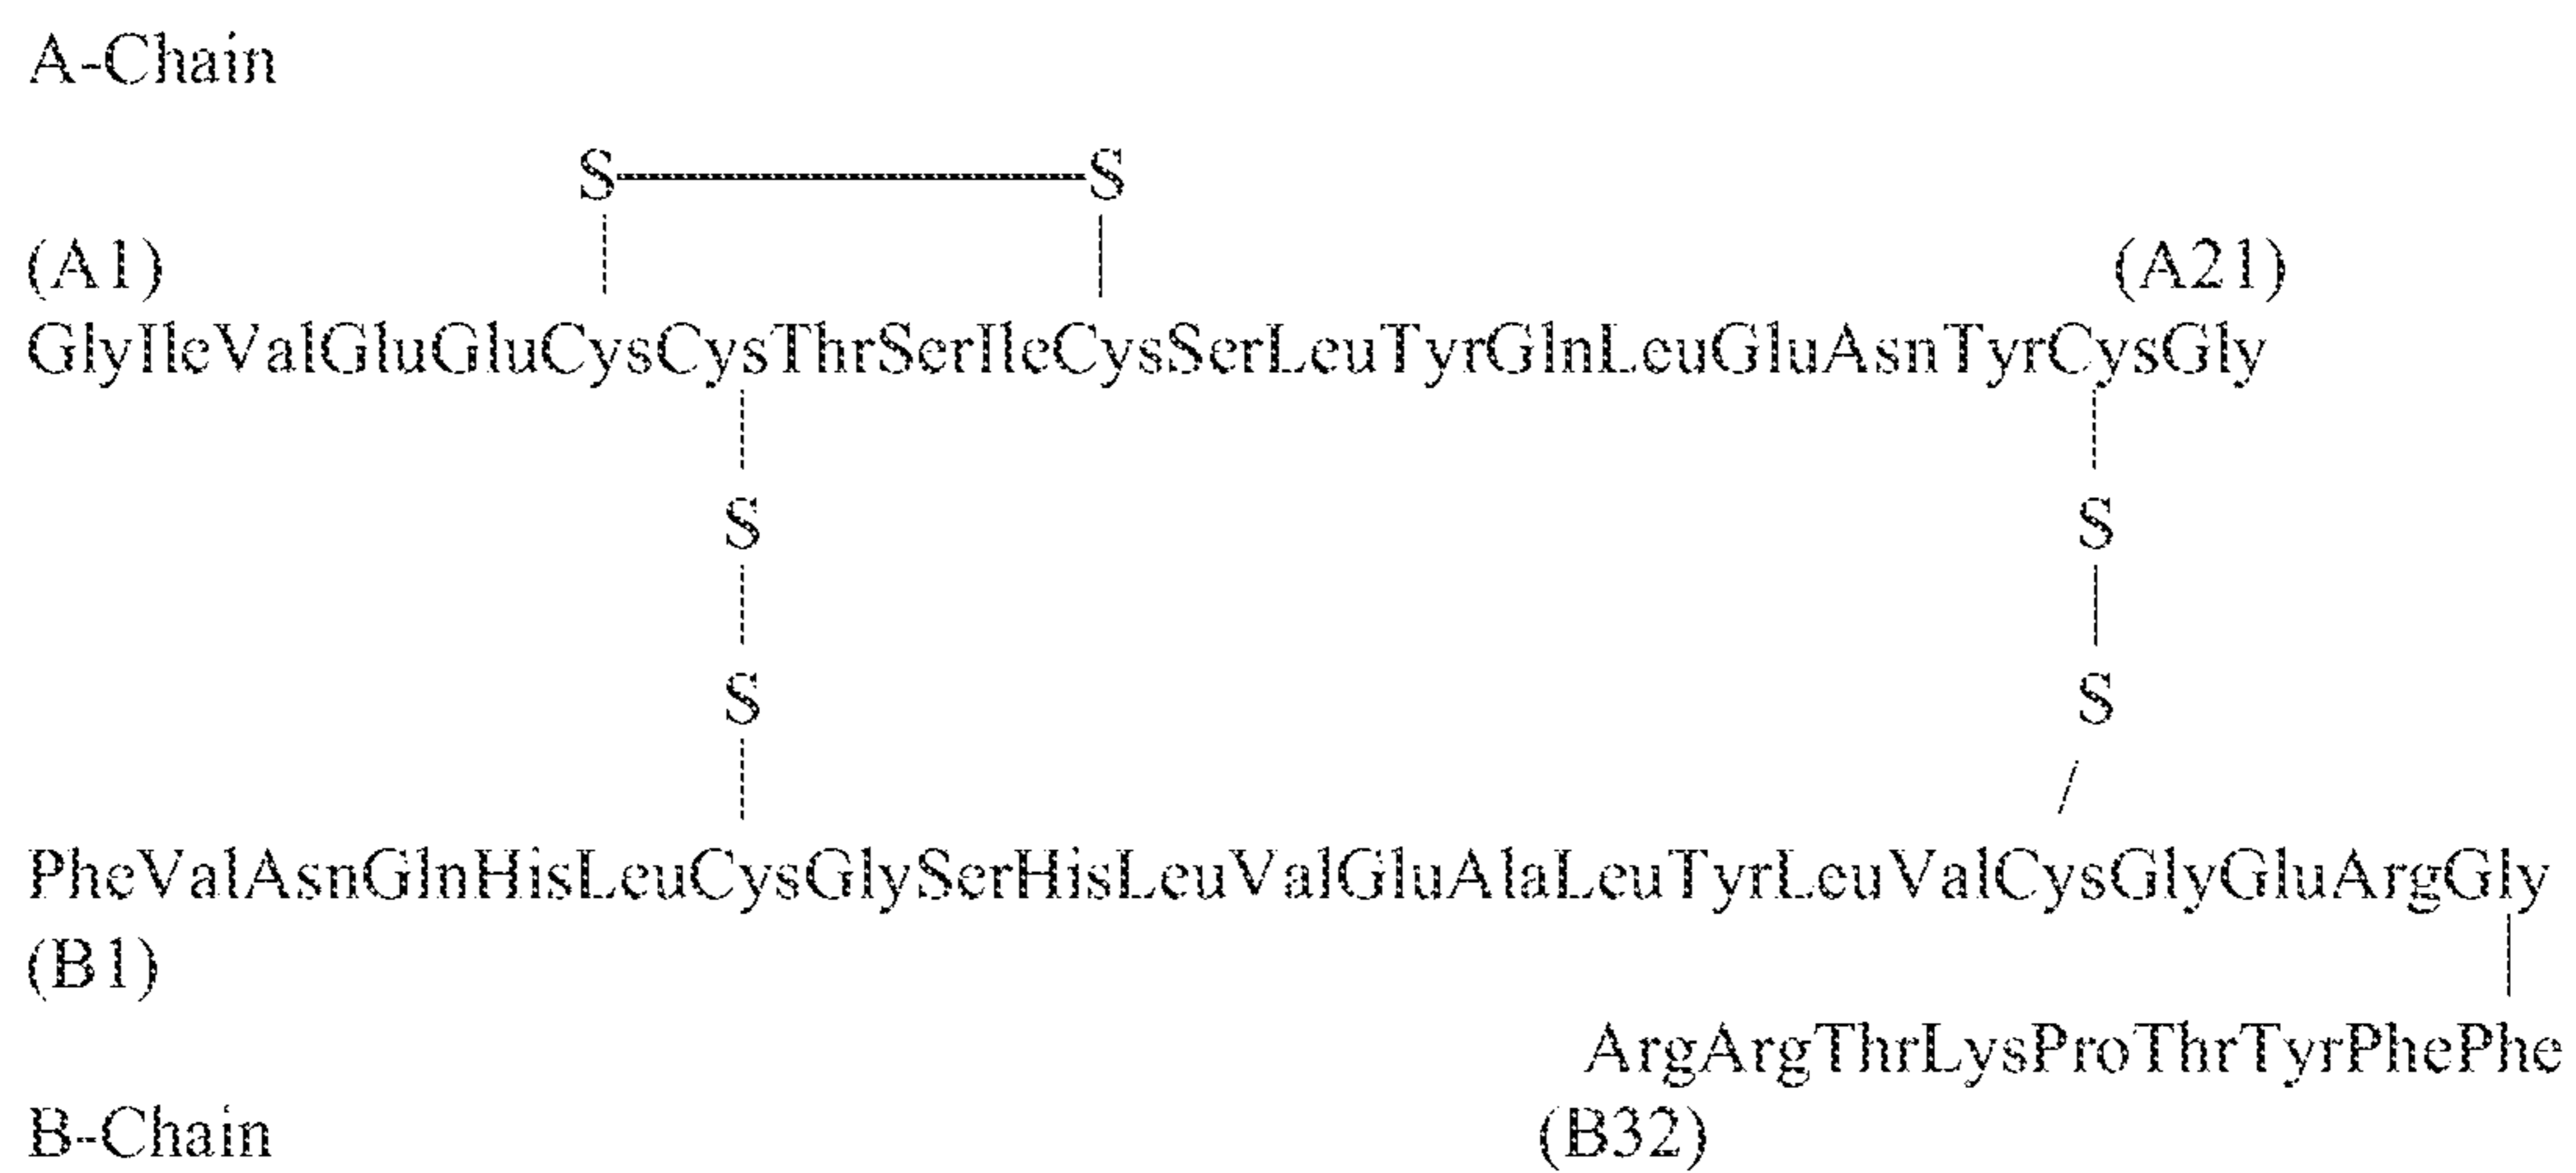 A-Chain
S S
(A1) (A21)
GlyIleValGluGluCysCysThrSerIleCysSerLeuTyrGlnLeuGluAsnTyrCysGly
S S
S S
PheValAsnGlnHisLeuCysGlySerHisLeuValGluAlaLeuTyrLeuValCysGlyGluArgGly
(B1)
ArgArgThrLysProThrTyrPhePhe
B-Chain (B32)